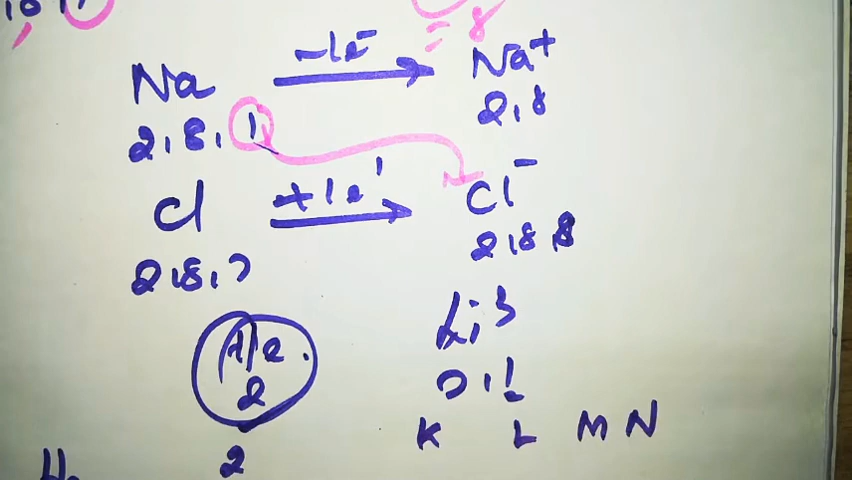 Na -1e⁻ → Na⁺
2,8,1 2,8
Cl +1e⁻ → Cl⁻
2,8,7 2,8,8
He Li 3
2 2,1
2 K L M N